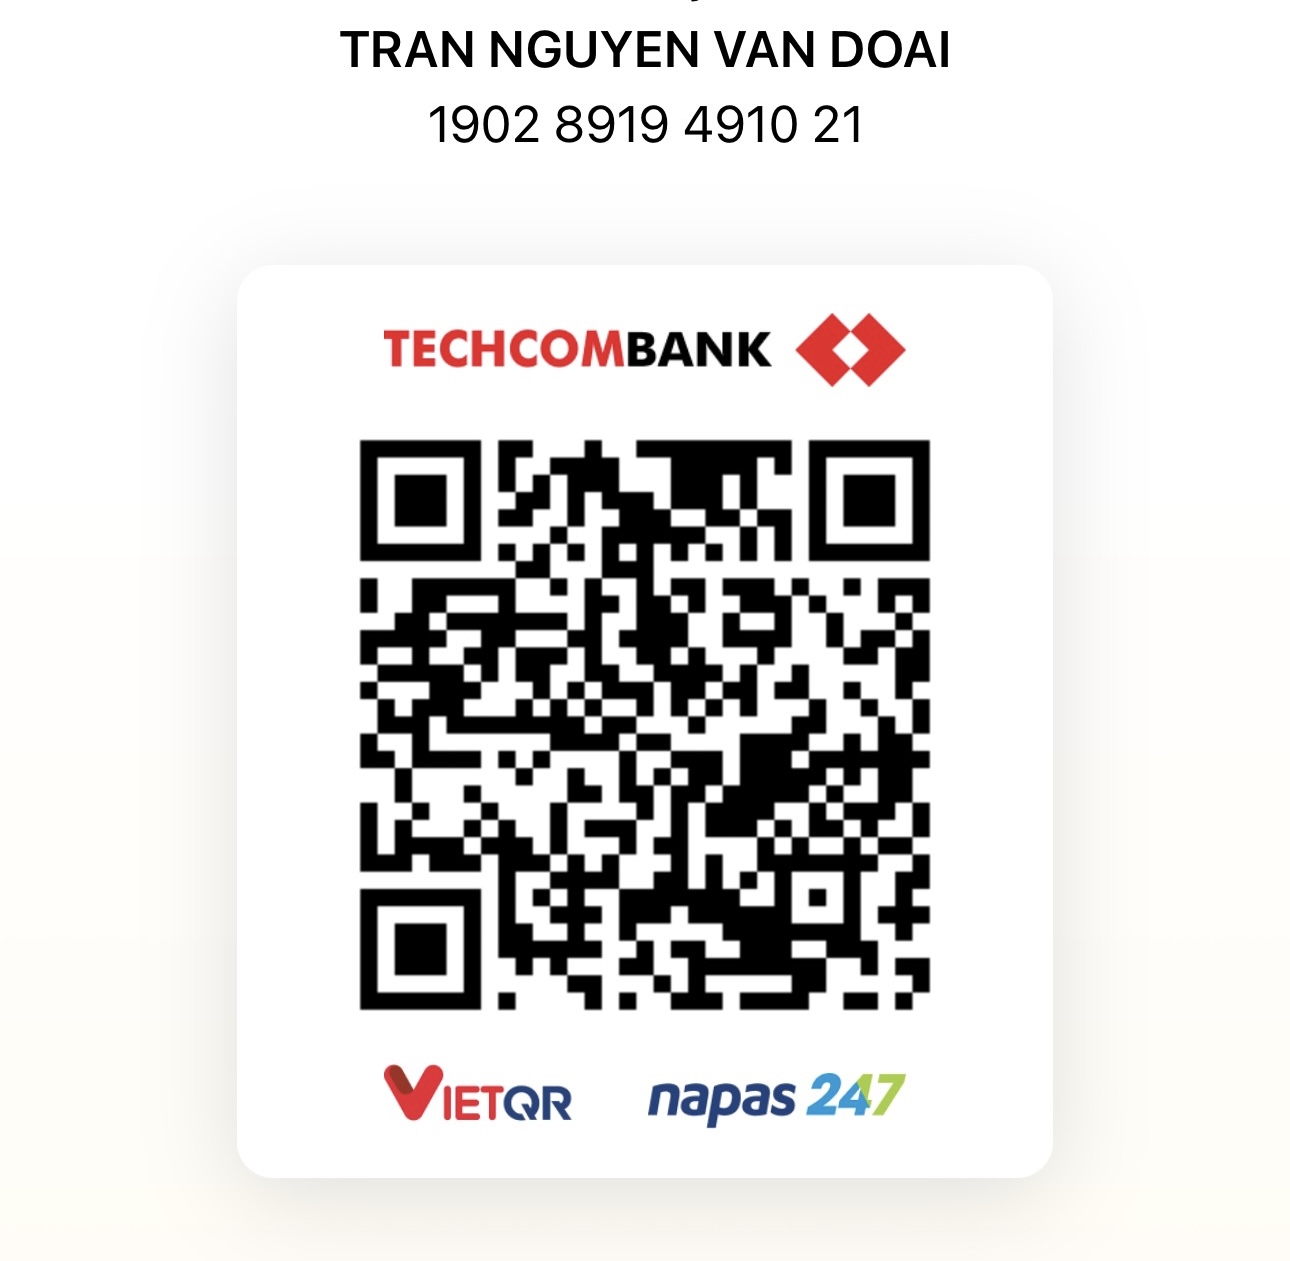 TRAN NGUYEN VAN DOAI
1902 8919 4910 21
TECHCOMBANK
VIETQR
napas 247